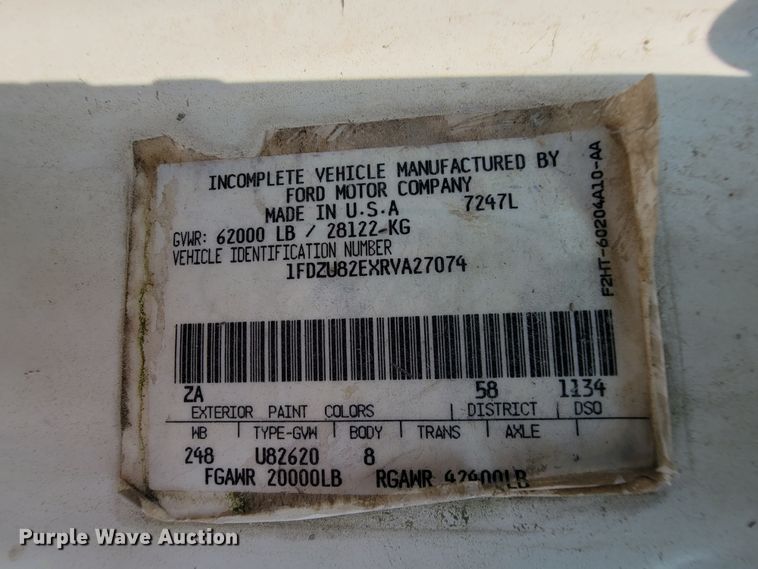 INCOMPLETE VEHICLE MANUFACTURED BY
FORD MOTOR COMPANY
MADE IN U.S.A 7247L
GVWR: 62000 LB / 28122-KG
VEHICLE IDENTIFICATION NUMBER
1FDZU82EXRVA27074
ZA 58 1134
EXTERIOR PAINT COLORS DISTRICT DSO
WB TYPE-GVW BODY TRANS AXLE
248 U82620 8
FGAWR 20000LB RGAWR 42400LB
F2HT-60204A10-AA
Purple Wave Auction